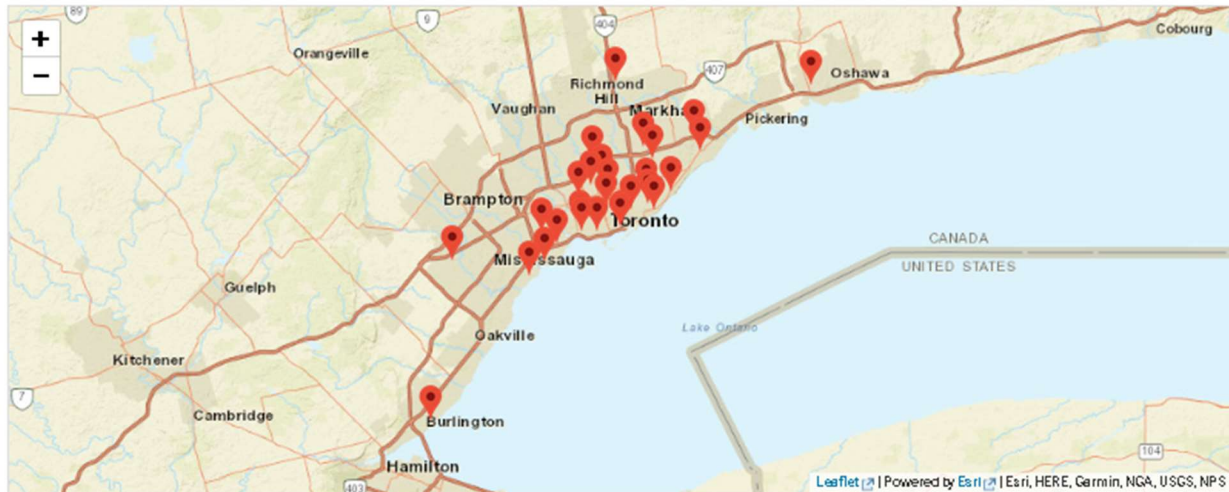 89
9
404
Cobourg
+
Orangeville
−
407
Oshawa
Richmond
Hill
Vaughan
Markha
Pickering
Brampton
Toronto
CANADA
Mississauga
UNITED STATES
Guelph
Lake Ontario
Oakville
Kitchener
7
Cambridge
Burlington
104
Hamilton
403
Leaflet | Powered by Esri | Esri, HERE, Garmin, NGA, USGS, NPS